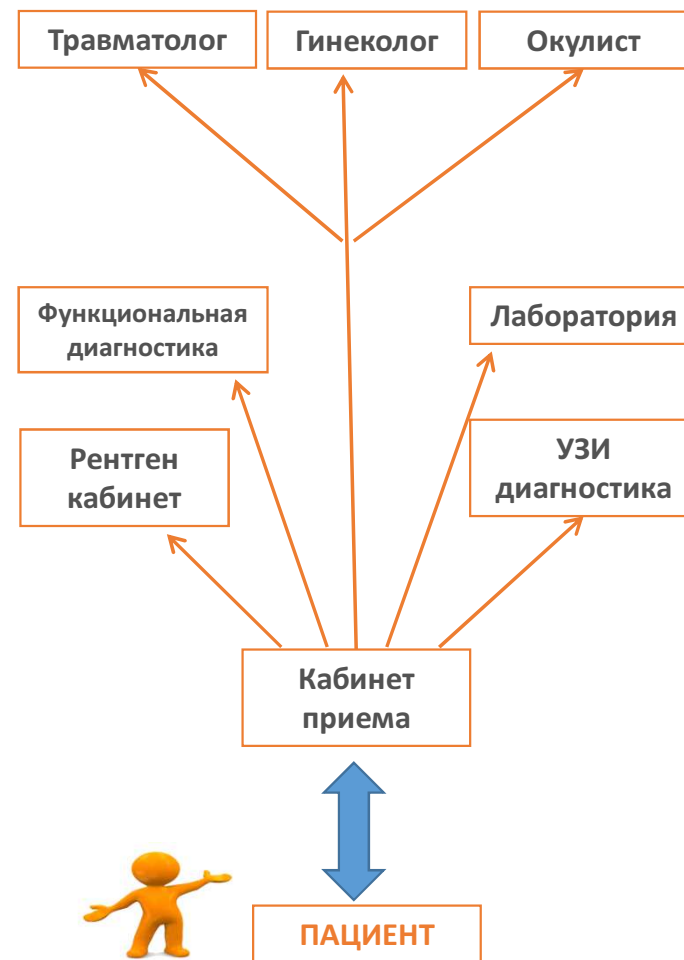 Травматолог
Гинеколог
Окулист
Функциональная
диагностика
Лаборатория
Рентген
кабинет
УЗИ
диагностика
Кабинет
приема
ПАЦИЕНТ